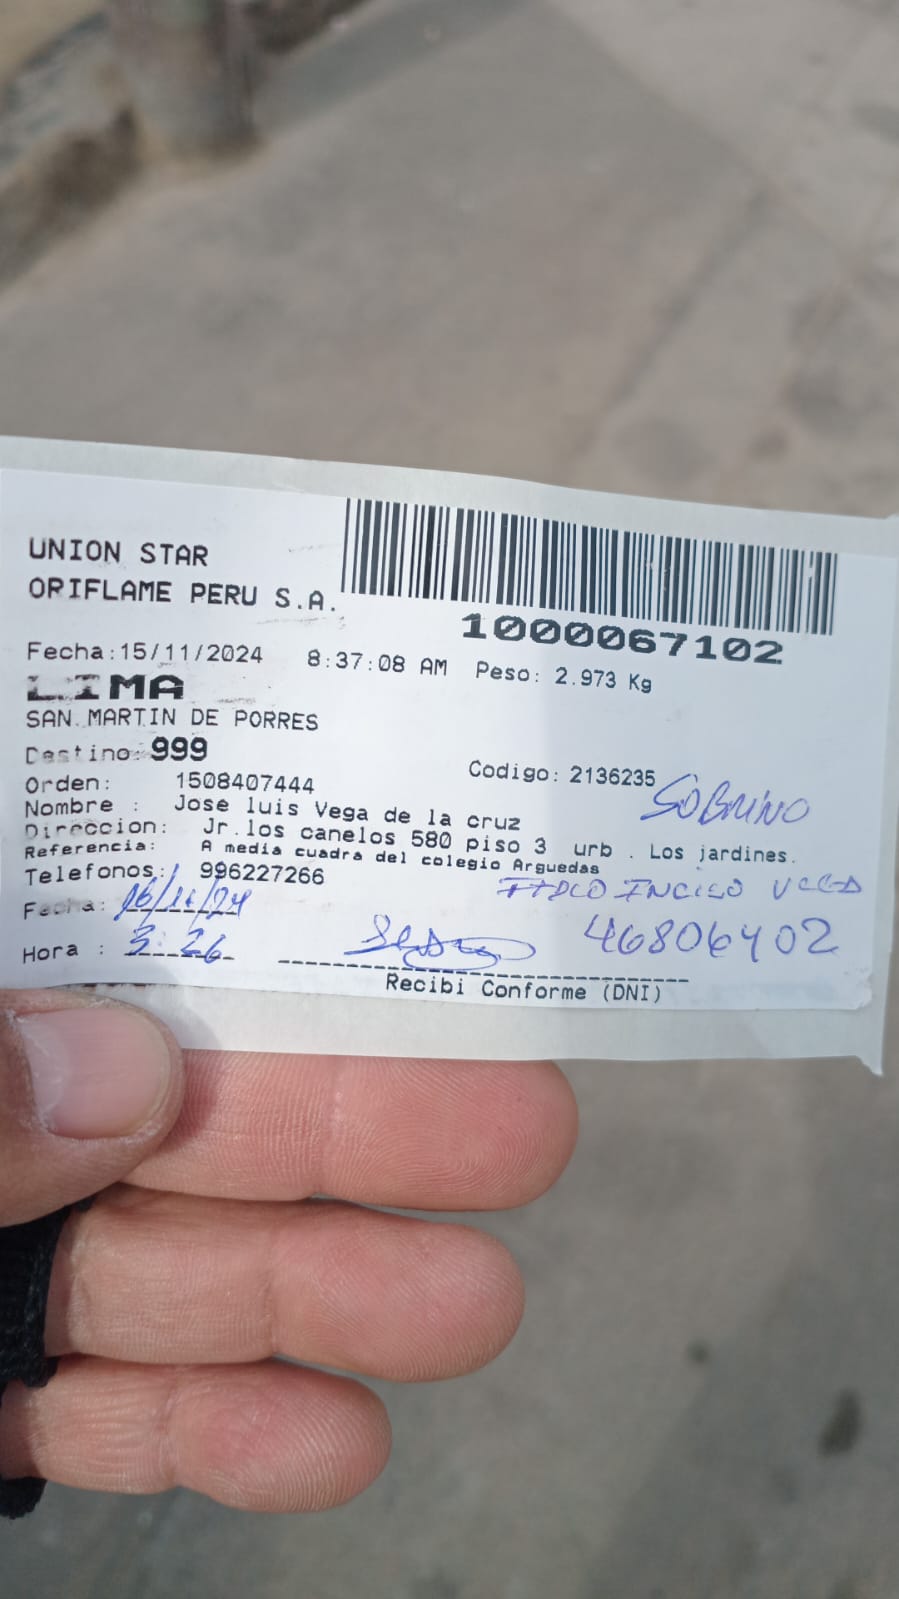 UNION STAR
ORIFLAME PERU S.A.
1000067102
Fecha:15/11/2024 8:37:08 AM Peso: 2.973 Kg
LIMA
SAN MARTIN DE PORRES
Destino: 999
Orden: 1508407444 Codigo: 2136235
SOBRINO
Nombre : Jose luis Vega de la cruz
Direccion: Jr.los canelos 580 piso 3 urb . Los jardines.
Referencia: A media cuadra del colegio Arguedas
Telefonos: 996227266
INCISO VEGA
Fecha: 16/11/24
46806402
Hora : 3:26
Recibi Conforme (DNI)